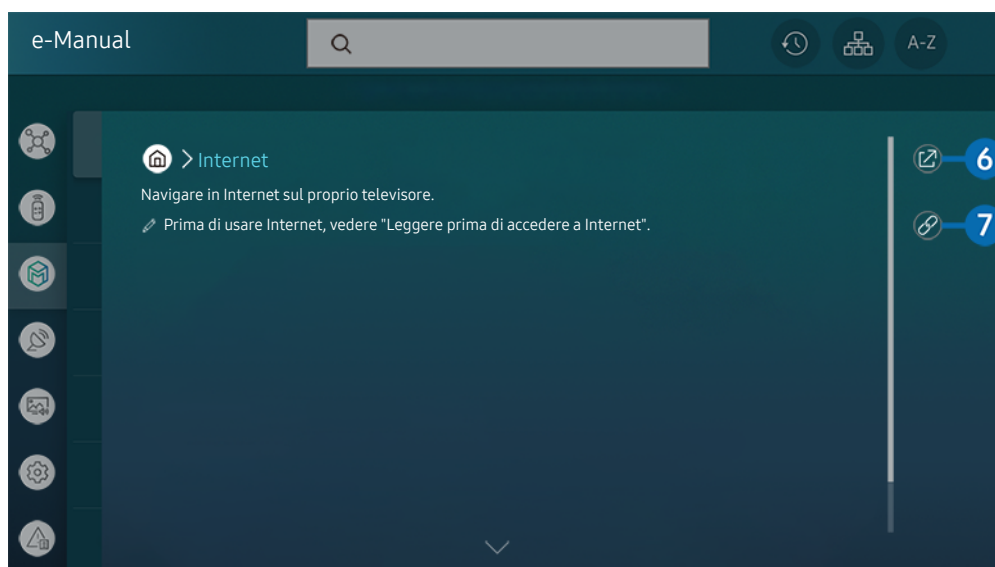 e-Manual
A-Z
> Internet
Navigare in Internet sul proprio televisore.
Prima di usare Internet, vedere "Leggere prima di accedere a Internet".
6
7